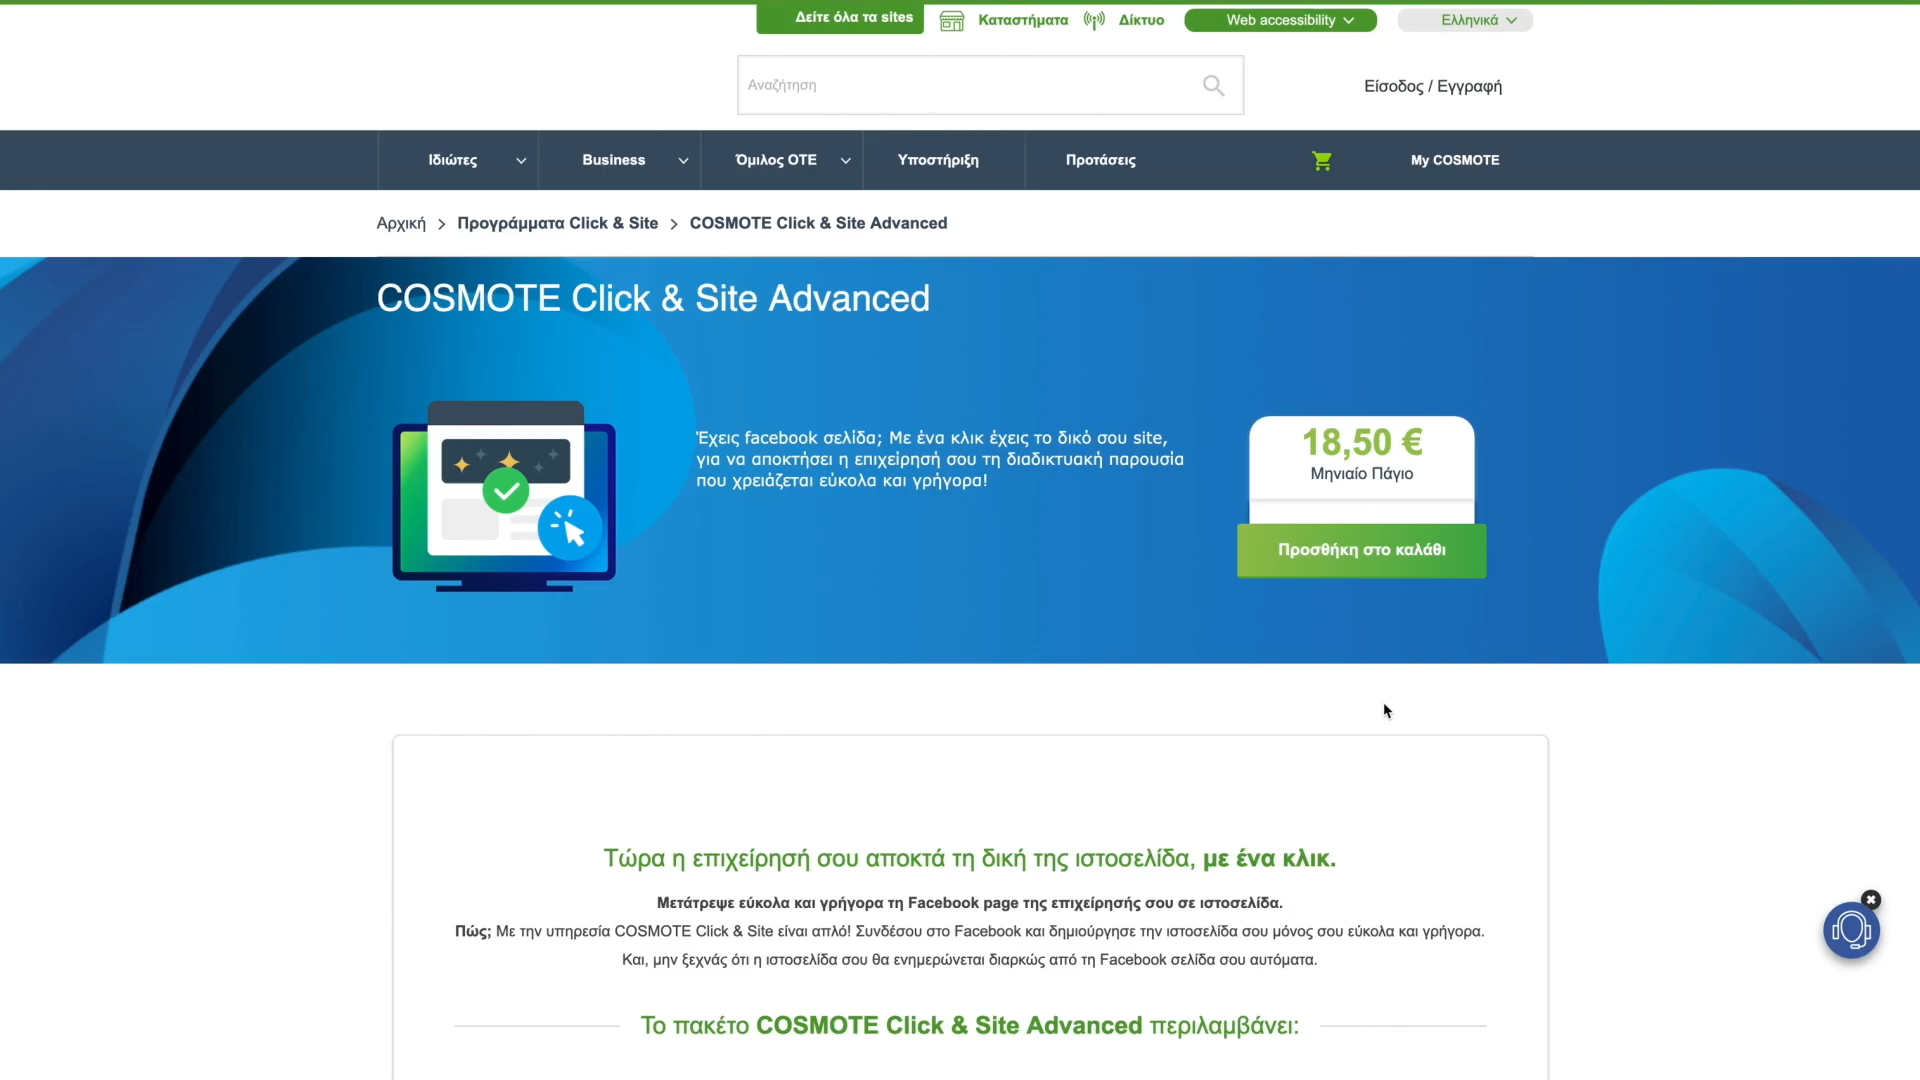 Δείτε όλα τα sites
Καταστήματα
Δίκτυο
Web accessibility
Ελληνικά
Αναζήτηση
Είσοδος / Εγγραφή
Ιδιώτες
Business
Όμιλος ΟΤΕ
Υποστήριξη
Προτάσεις
My COSMOTE
Αρχική > Προγράμματα Click & Site > COSMOTE Click & Site Advanced
COSMOTE Click & Site Advanced
Έχεις facebook σελίδα; Με ένα κλικ έχεις το δικό σου site,
για να αποκτήσει η επιχείρησή σου τη διαδικτυακή παρουσία
που χρειάζεται εύκολα και γρήγορα!
18,50 €
Μηνιαίο Πάγιο
Προσθήκη στο καλάθι
Τώρα η επιχείρησή σου αποκτά τη δική της ιστοσελίδα, με ένα κλικ.
Μετάτρεψε εύκολα και γρήγορα τη Facebook page της επιχείρησής σου σε ιστοσελίδα.
Πώς; Με την υπηρεσία COSMOTE Click & Site είναι απλό! Συνδέσου στο Facebook και δημιούργησε την ιστοσελίδα σου μόνος σου εύκολα και γρήγορα.
Και, μην ξεχνάς ότι η ιστοσελίδα σου θα ενημερώνεται διαρκώς από τη Facebook σελίδα σου αυτόματα.
Το πακέτο COSMOTE Click & Site Advanced περιλαμβάνει: